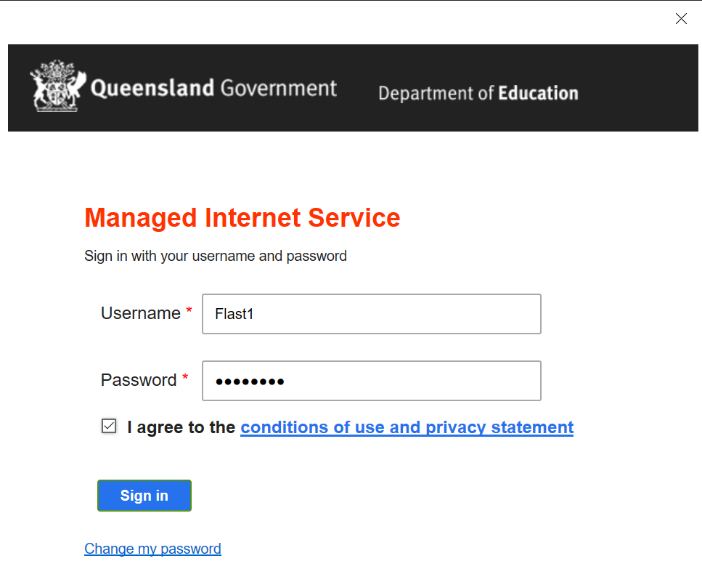 Queensland Government Department of Education
Managed Internet Service
Sign in with your username and password
Username * Flast1
Password * ••••••••
I agree to the conditions of use and privacy statement
Sign in
Change my password